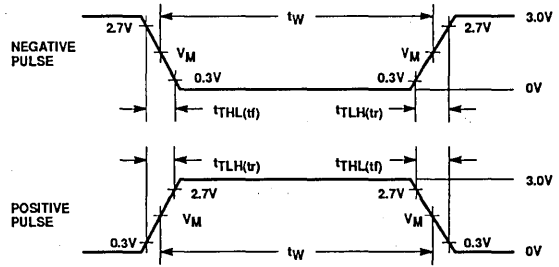 tW
3.0V
2.7V
2.7V
NEGATIVE
PULSE
VM
VM
0.3V
0.3V
0V
tTHL(tf)
tTLH(tr)
tTLH(tr)
tTHL(tf)
3.0V
2.7V
2.7V
POSITIVE
PULSE
VM
VM
0.3V
0.3V
tW
0V